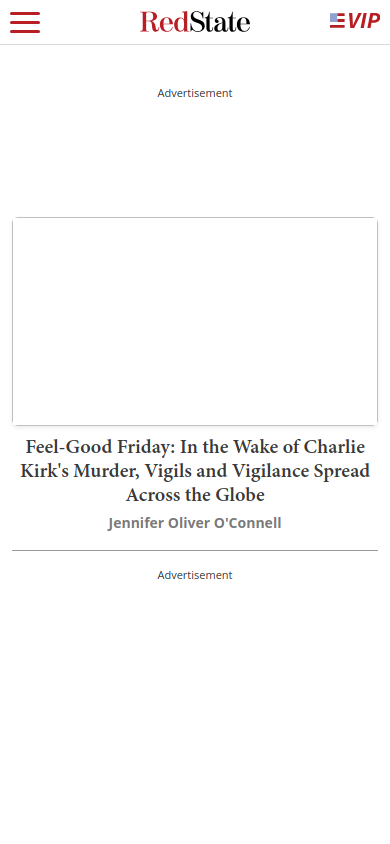 RedState
VIP
Advertisement
Feel-Good Friday: In the Wake of Charlie
Kirk's Murder, Vigils and Vigilance Spread
Across the Globe
Jennifer Oliver O'Connell
Advertisement